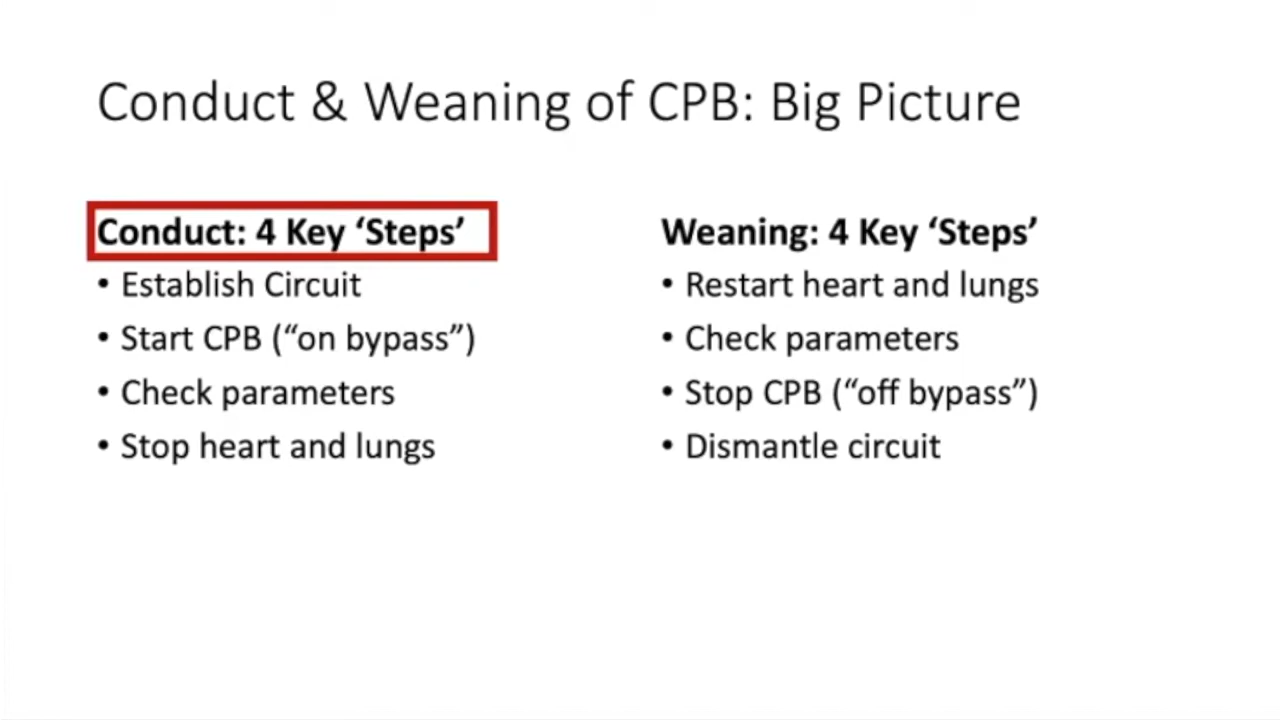 Conduct & Weaning of CPB: Big Picture
Conduct: 4 Key ‘Steps’
• Establish Circuit
• Start CPB (“on bypass”)
• Check parameters
• Stop heart and lungs
Weaning: 4 Key ‘Steps’
• Restart heart and lungs
• Check parameters
• Stop CPB (“off bypass”)
• Dismantle circuit